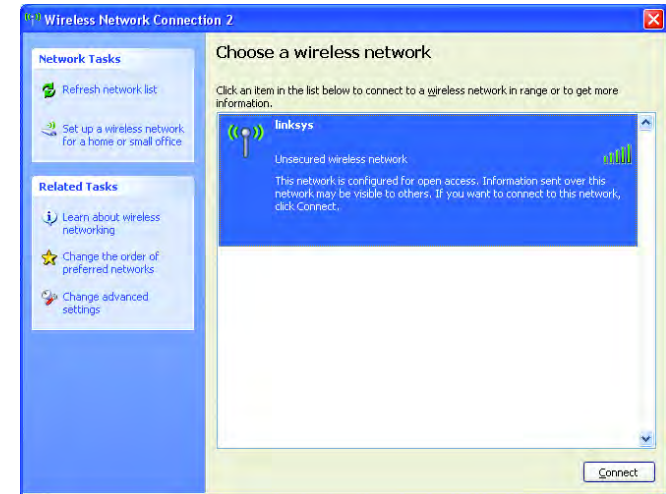 Wireless Network Connection 2
Network Tasks
Refresh network list
Set up a wireless network
for a home or small office
Related Tasks
Learn about wireless
networking
Change the order of
preferred networks
Change advanced
settings
Choose a wireless network
Click an item in the list below to connect to a wireless network in range or to get more
information.
linksys
Unsecured wireless network
This network is configured for open access. Information sent over this
network may be visible to others. If you want to connect to this network,
click Connect.
Connect